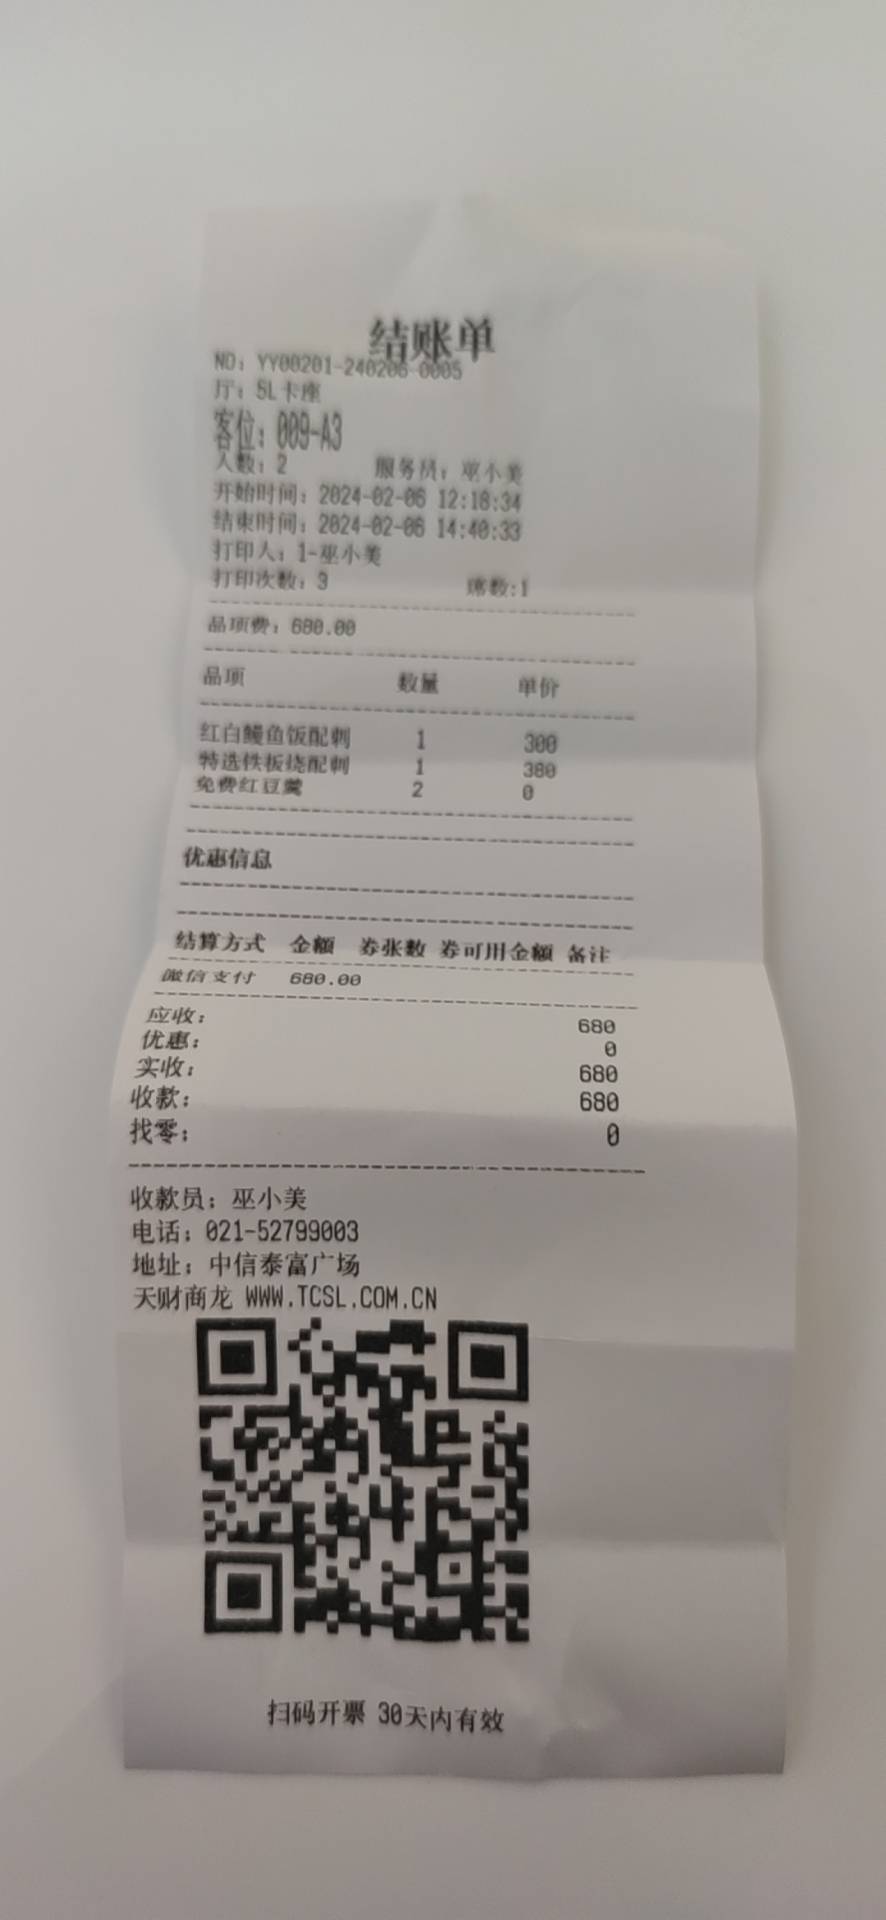 结账单
NO: YY00201-240206-0005
厅: 5L卡座
客位: 009-A3
人数: 2 服务员: 巫小美
开始时间: 2024-02-06 12:18:34
结束时间: 2024-02-06 14:40:33
打印人: 1-巫小美
打印次数: 3 席数:1
品项费: 680.00
品项 数量 单价
红白鳗鱼饭配刺 1 300
特选铁板烧配刺 1 380
免费红豆羹 2 0
优惠信息
结算方式 金额 券张数 券可用金额 备注
微信支付 680.00
应收: 680
优惠: 0
实收: 680
收款: 680
找零: 0
收款员: 巫小美
电话: 021-52799003
地址: 中信泰富广场
天财商龙 WWW.TCSL.COM.CN
扫码开票 30天内有效